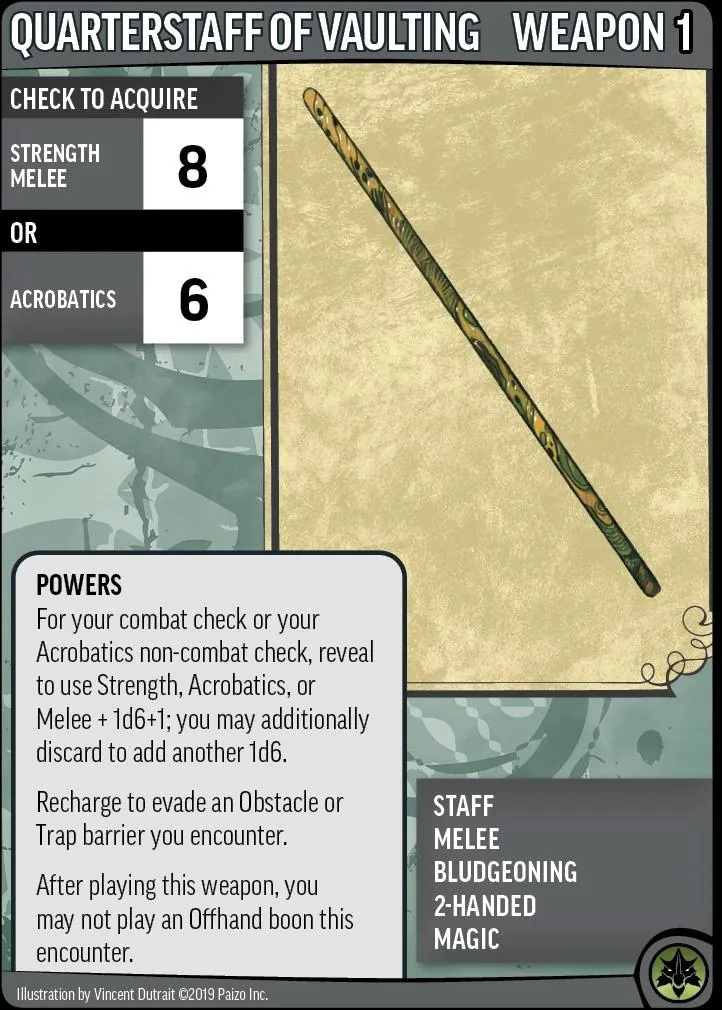 QUARTERSTAFF OF VAULTING WEAPON 1
CHECK TO ACQUIRE
STRENGTH
MELEE
8
OR
ACROBATICS
6
POWERS
For your combat check or your
Acrobatics non-combat check, reveal
to use Strength, Acrobatics, or
Melee + 1d6+1; you may additionally
discard to add another 1d6.
Recharge to evade an Obstacle or
Trap barrier you encounter.
After playing this weapon, you
may not play an Offhand boon this
encounter.
STAFF
MELEE
BLUDGEONING
2-HANDED
MAGIC
Illustration by Vincent Dutrait ©2019 Paizo Inc.